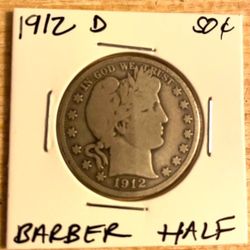 1912 D 50¢
IN GOD WE TRUST
1912
BARBER HALF